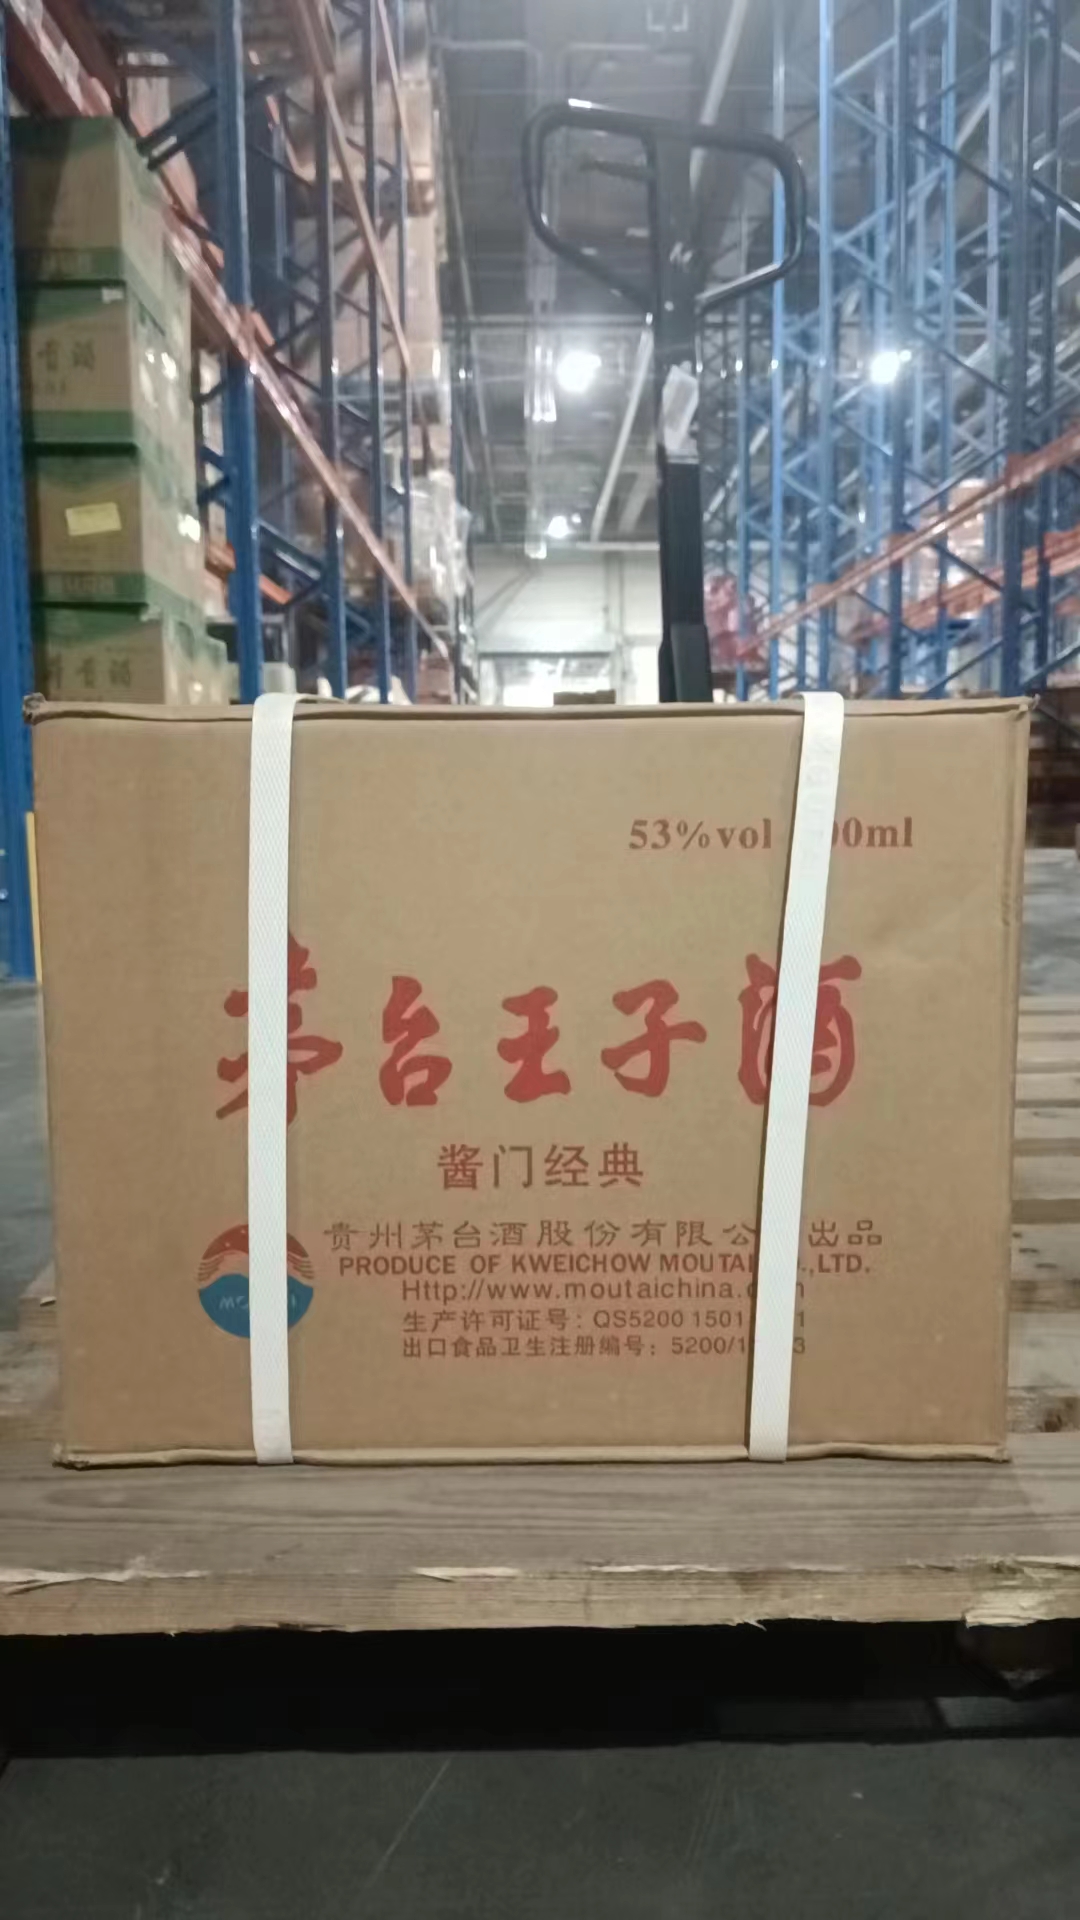 53%vol 00ml
茅台王子酒
酱门经典
贵州茅台酒股份有限公 出品
PRODUCE OF KWEICHOW MOUTAI ,LTD.
Http://www.moutaichina.
生产许可证号：QS5200 1501
出口食品卫生注册编号：5200/1